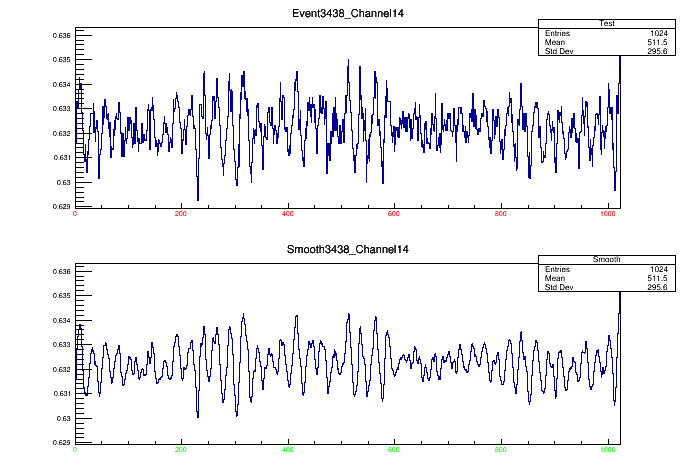 Event3438_Channel14
Test
Entries 1024
Mean 511.5
Std Dev 295.6
0.636
0.635
0.634
0.633
0.632
0.631
0.63
0.629
0 200 400 600 800 1000
Smooth3438_Channel14
Smooth
Entries 1024
Mean 511.5
Std Dev 295.6
0.636
0.635
0.634
0.633
0.632
0.631
0.63
0.629
0 200 400 600 800 1000